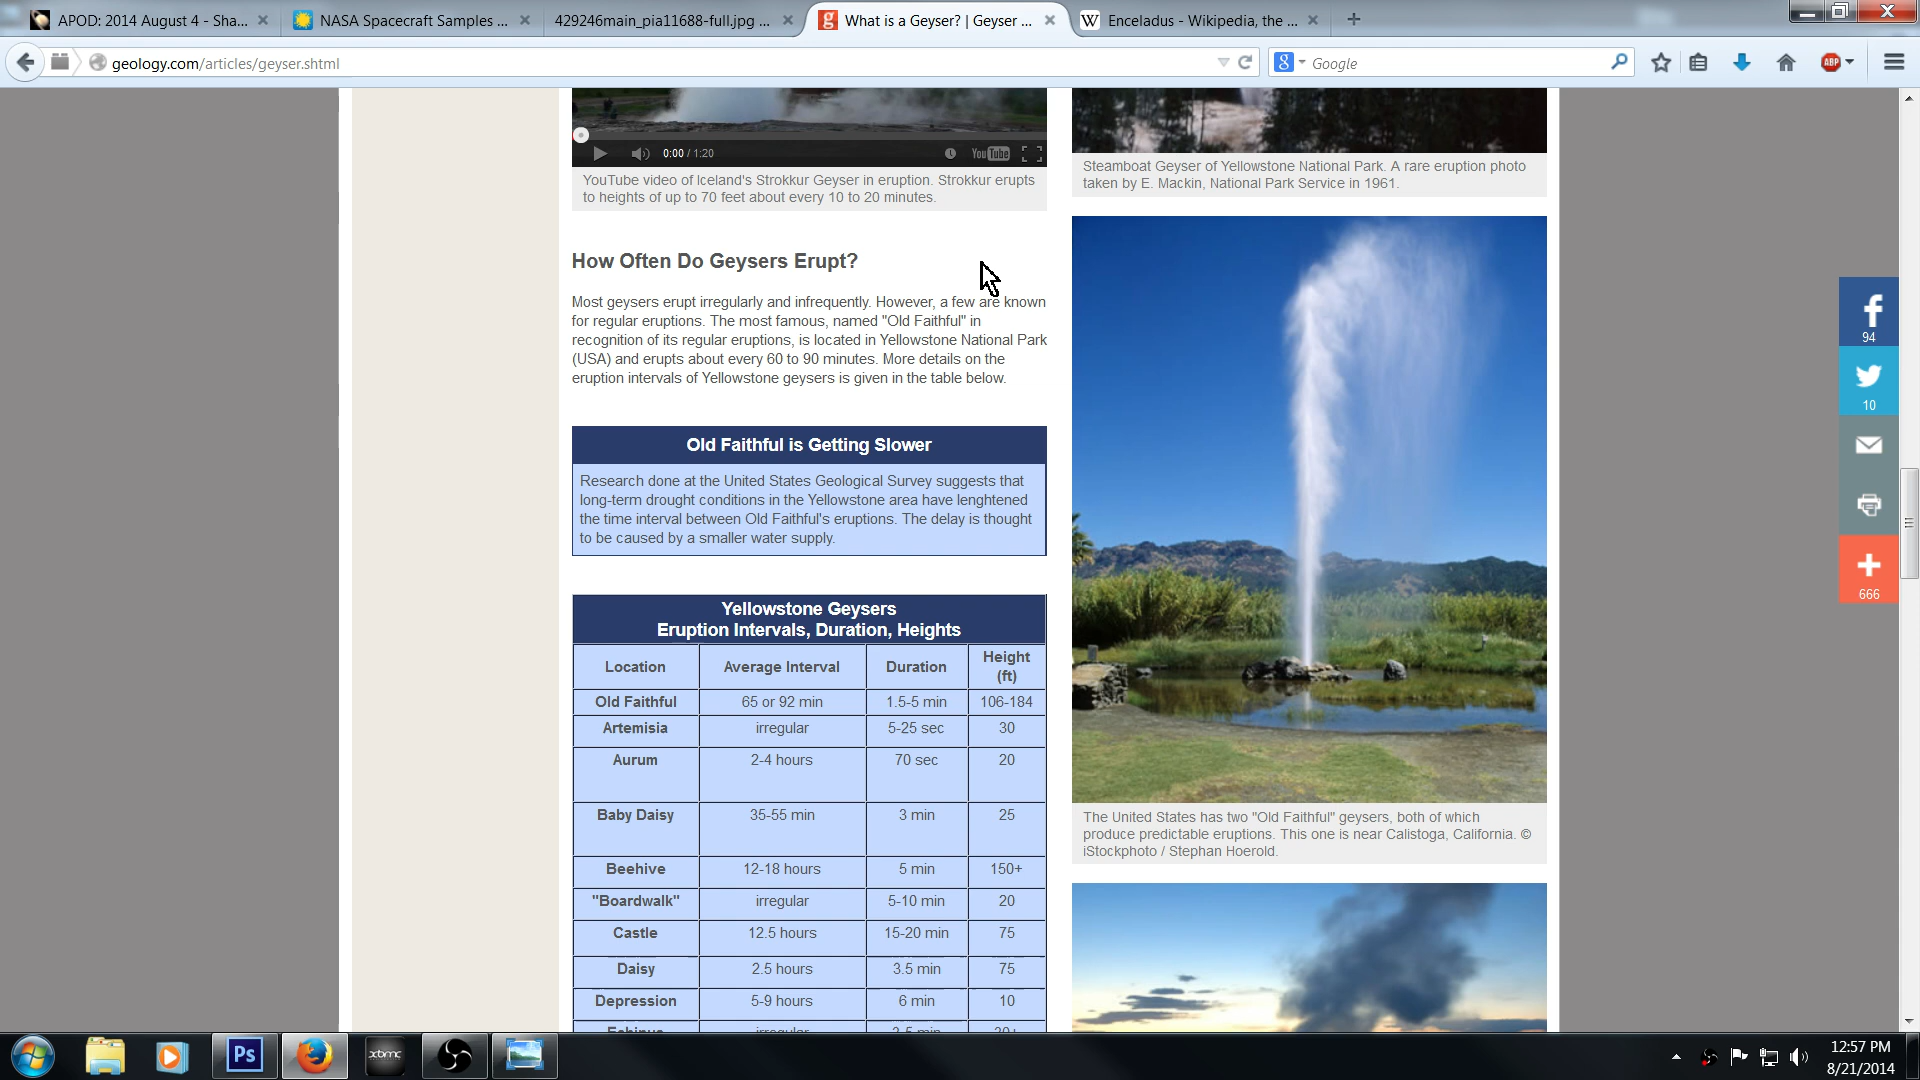 APOD: 2014 August 4 - Sha...
NASA Spacecraft Samples ...
429246main_pia11688-full.jpg ...
What is a Geyser? | Geyser ...
Enceladus - Wikipedia, the ...
geology.com/articles/geyser.shtml
Google
ABP
0:00 / 1:20
YouTube
YouTube video of Iceland's Strokkur Geyser in eruption. Strokkur erupts
to heights of up to 70 feet about every 10 to 20 minutes.
How Often Do Geysers Erupt?
Most geysers erupt irregularly and infrequently. However, a few are known
for regular eruptions. The most famous, named "Old Faithful" in
recognition of its regular eruptions, is located in Yellowstone National Park
(USA) and erupts about every 60 to 90 minutes. More details on the
eruption intervals of Yellowstone geysers is given in the table below.
Old Faithful is Getting Slower
Research done at the United States Geological Survey suggests that
long-term drought conditions in the Yellowstone area have lenghtened
the time interval between Old Faithful's eruptions. The delay is thought
to be caused by a smaller water supply.
Yellowstone Geysers
Eruption Intervals, Duration, Heights
Location Average Interval Duration Height (ft)
Old Faithful 65 or 92 min 1.5-5 min 106-184
Artemisia irregular 5-25 sec 30
Aurum 2-4 hours 70 sec 20
Baby Daisy 35-55 min 3 min 25
Beehive 12-18 hours 5 min 150+
"Boardwalk" irregular 5-10 min 20
Castle 12.5 hours 15-20 min 75
Daisy 2.5 hours 3.5 min 75
Depression 5-9 hours 6 min 10
Steamboat Geyser of Yellowstone National Park. A rare eruption photo
taken by E. Mackin, National Park Service in 1961.
The United States has two "Old Faithful" geysers, both of which
produce predictable eruptions. This one is near Calistoga, California. ©
iStockphoto / Stephan Hoerold.
94
10
666
Ps
xbmc
12:57 PM
8/21/2014